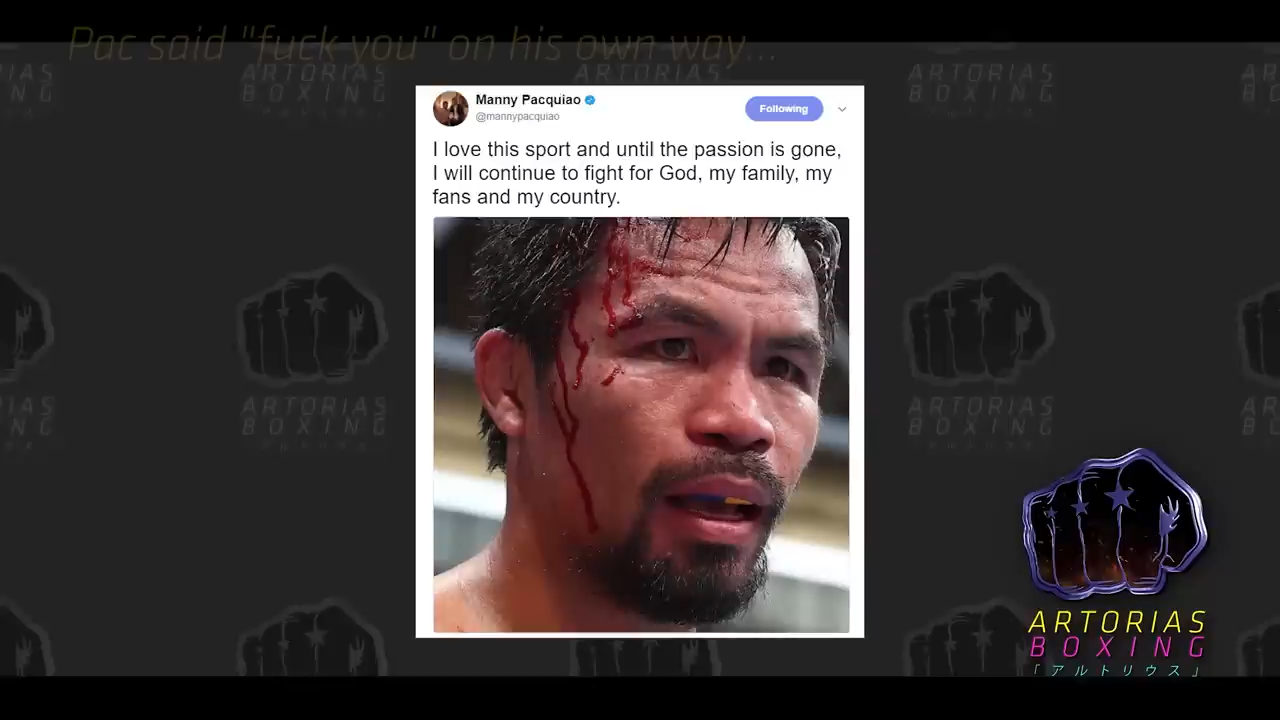 Pac said "fuck you" on his own way...
Manny Pacquiao
@mannypacquiao
Following
I love this sport and until the passion is gone,
I will continue to fight for God, my family, my
fans and my country.
ARTORIAS
BOXING
「アルトリウス」